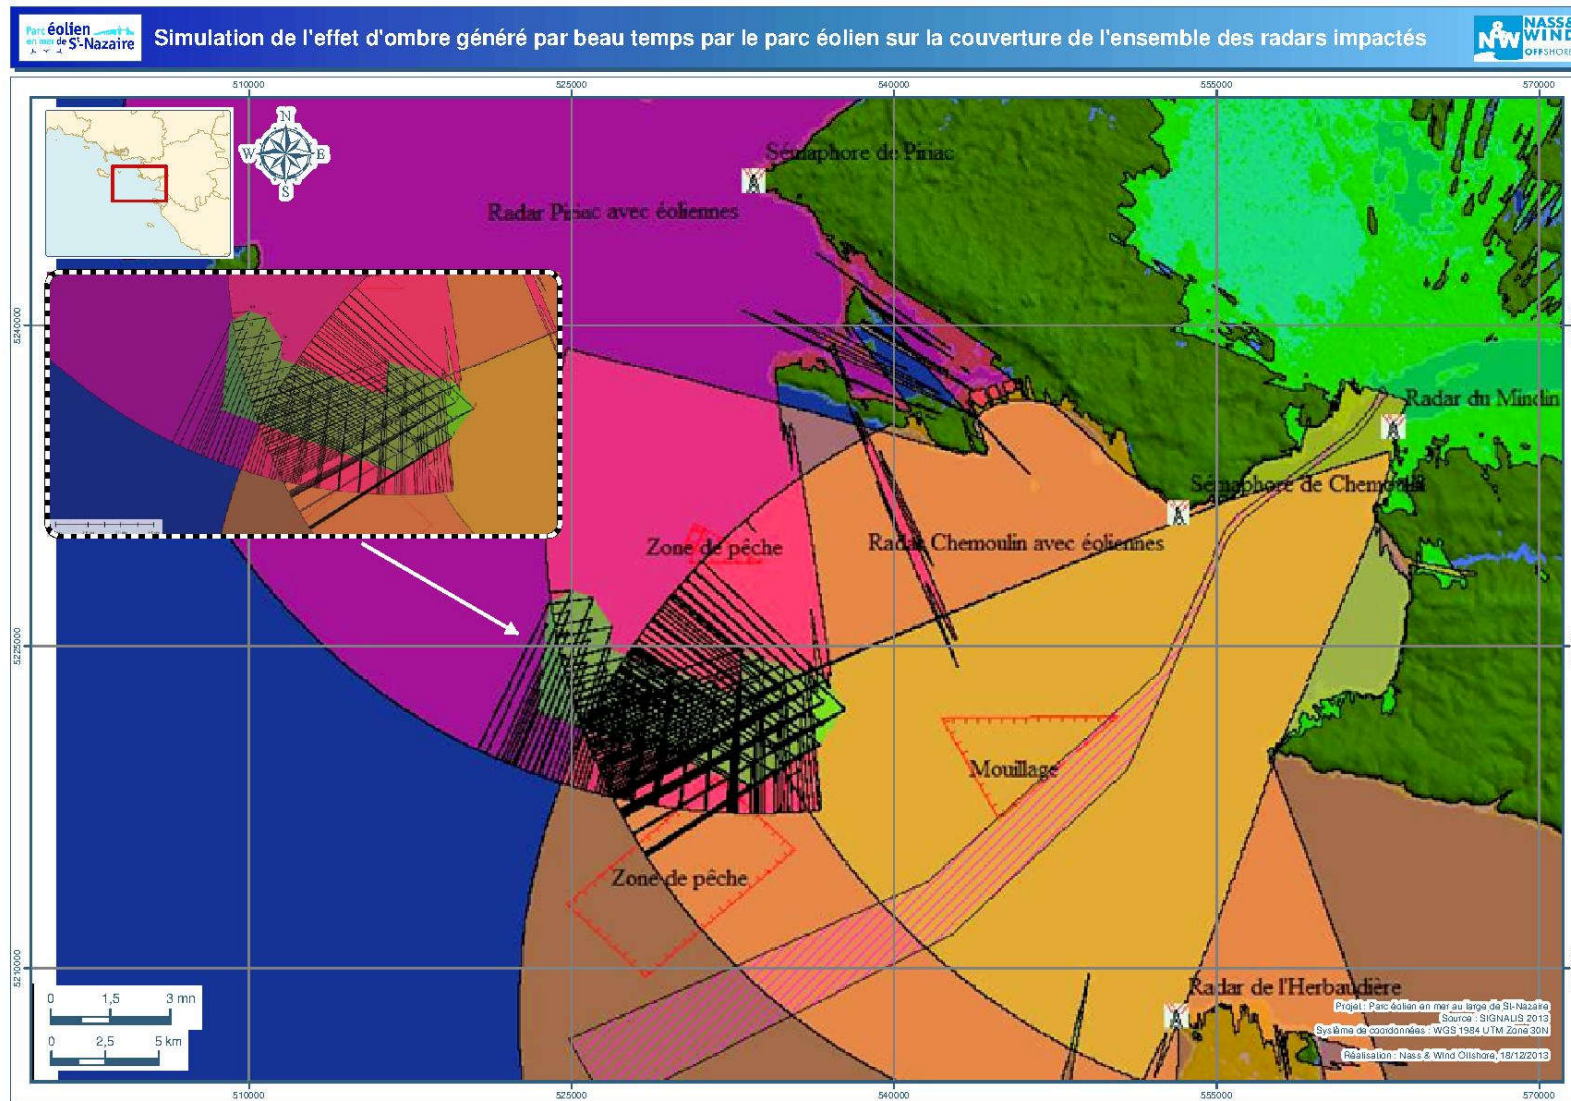 Parc éolien
en mer de St-Nazaire
Simulation de l'effet d'ombre généré par beau temps par le parc éolien sur la couverture de l'ensemble des radars impactés
NASS&
WIND
OFFSHORE
N&W
510000
525000
540000
555000
570000
N
W
E
S
Sémaphore de Piriac
Radar Piriac avec éoliennes
5240000
Radar du Mindin
Sémaphore de Chemoulin
Zone de pêche
Radar Chemoulin avec éoliennes
5225000
Mouillage
Zone de pêche
5210000
Radar de l'Herbaudière
0 1,5 3 mn
0 2,5 5 km
Projet : Parc éolien en mer au large de St-Nazaire
Source : SIGNALIS 2013
Système de coordonnées : WGS 1984 UTM Zone 30N
Réalisation : Nass & Wind Offshore, 18/12/2013
510000
525000
540000
555000
570000